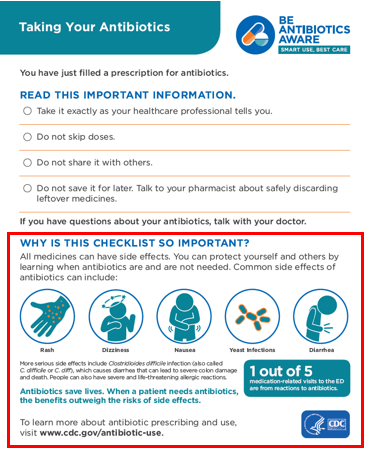 Taking Your Antibiotics
BE
ANTIBIOTICS
AWARE
SMART USE, BEST CARE
You have just filled a prescription for antibiotics.
READ THIS IMPORTANT INFORMATION.
Take it exactly as your healthcare professional tells you.
Do not skip doses.
Do not share it with others.
Do not save it for later. Talk to your pharmacist about safely discarding
leftover medicines.
If you have questions about your antibiotics, talk with your doctor.
WHY IS THIS CHECKLIST SO IMPORTANT?
All medicines can have side effects. You can protect yourself and others by
learning when antibiotics are and are not needed. Common side effects of
antibiotics can include:
Rash
Dizziness
Nausea
Yeast Infections
Diarrhea
More serious side effects include Clostridioides difficile infection (also called
C. difficile or C. diff), which causes diarrhea that can lead to severe colon damage
and death. People can also have severe and life-threatening allergic reactions.
1 out of 5
medication-related visits to the ED
are from reactions to antibiotics.
Antibiotics save lives. When a patient needs antibiotics,
the benefits outweigh the risks of side effects.
To learn more about antibiotic prescribing and use,
visit www.cdc.gov/antibiotic-use.
CDC